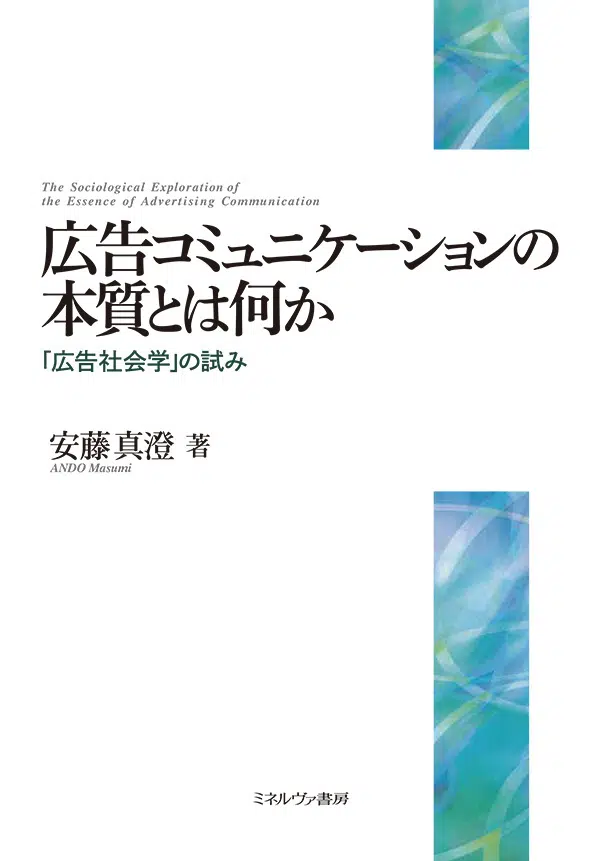 The Sociological Exploration of
the Essence of Advertising Communication
広告コミュニケーションの
本質とは何か
「広告社会学」の試み
安藤真澄 著
ANDO Masumi
ミネルヴァ書房